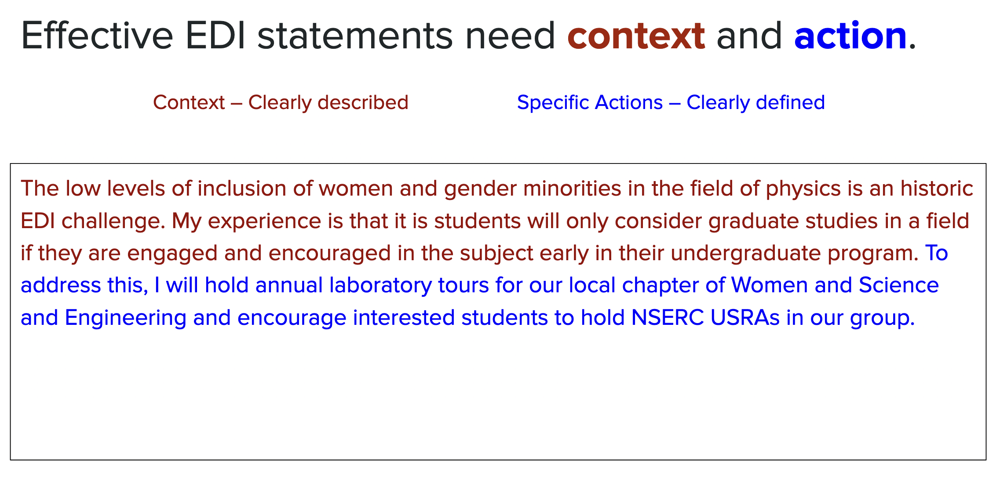 Effective EDI statements need context and action.
Context – Clearly described
Specific Actions – Clearly defined
The low levels of inclusion of women and gender minorities in the field of physics is an historic
EDI challenge. My experience is that it is students will only consider graduate studies in a field
if they are engaged and encouraged in the subject early in their undergraduate program. To
address this, I will hold annual laboratory tours for our local chapter of Women and Science
and Engineering and encourage interested students to hold NSERC USRAs in our group.